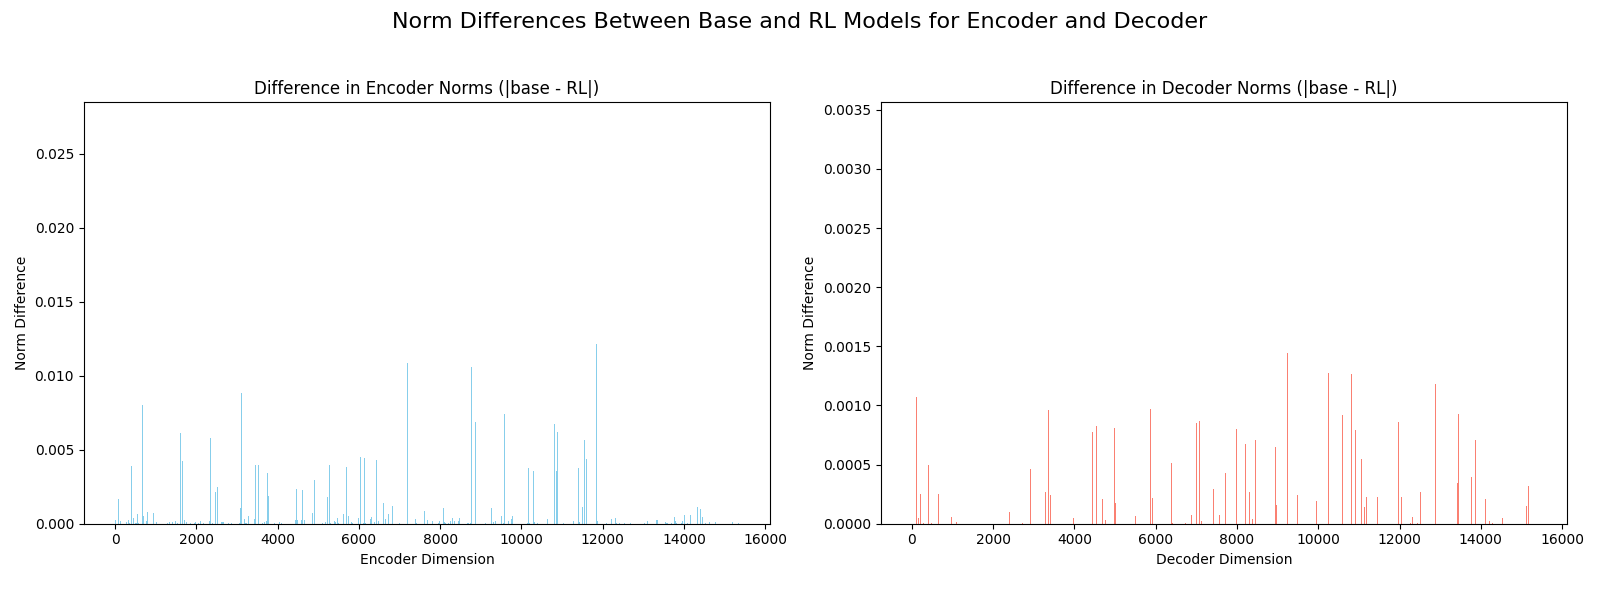 Norm Differences Between Base and RL Models for Encoder and Decoder
Difference in Encoder Norms (|base - RL|)
Norm Difference
0.025
0.020
0.015
0.010
0.005
0.000
0 2000 4000 6000 8000 10000 12000 14000 16000
Encoder Dimension
Difference in Decoder Norms (|base - RL|)
Norm Difference
0.0035
0.0030
0.0025
0.0020
0.0015
0.0010
0.0005
0.0000
0 2000 4000 6000 8000 10000 12000 14000 16000
Decoder Dimension